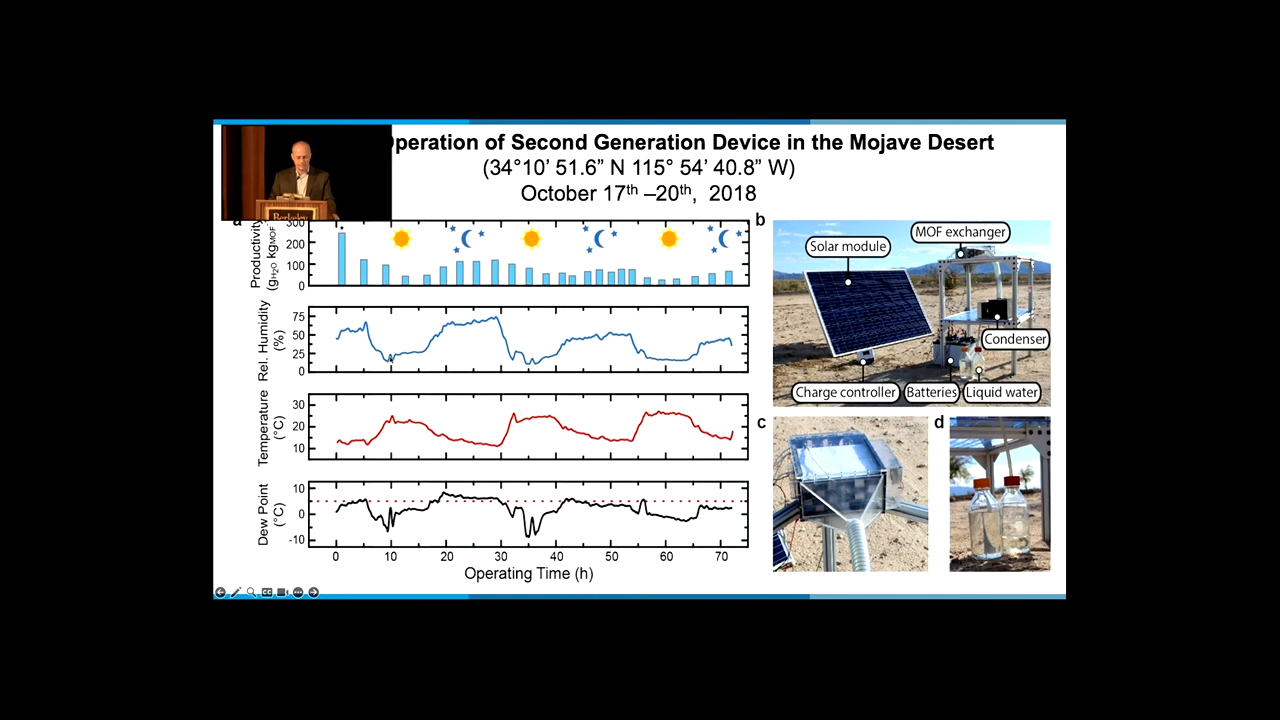 Operation of Second Generation Device in the Mojave Desert
(34°10’ 51.6” N 115° 54’ 40.8” W)
October 17th –20th, 2018
Berkeley
a
Productivity
(gH2O kgMOF
300
200
100
0
Rel. Humidity
(%)
75
50
25
0
Temperature
(°C)
30
20
10
Dew Point
(°C)
10
0
-10
0 10 20 30 40 50 60 70
Operating Time (h)
b
MOF exchanger
Solar module
Condenser
Charge controller
Batteries
Liquid water
c
d